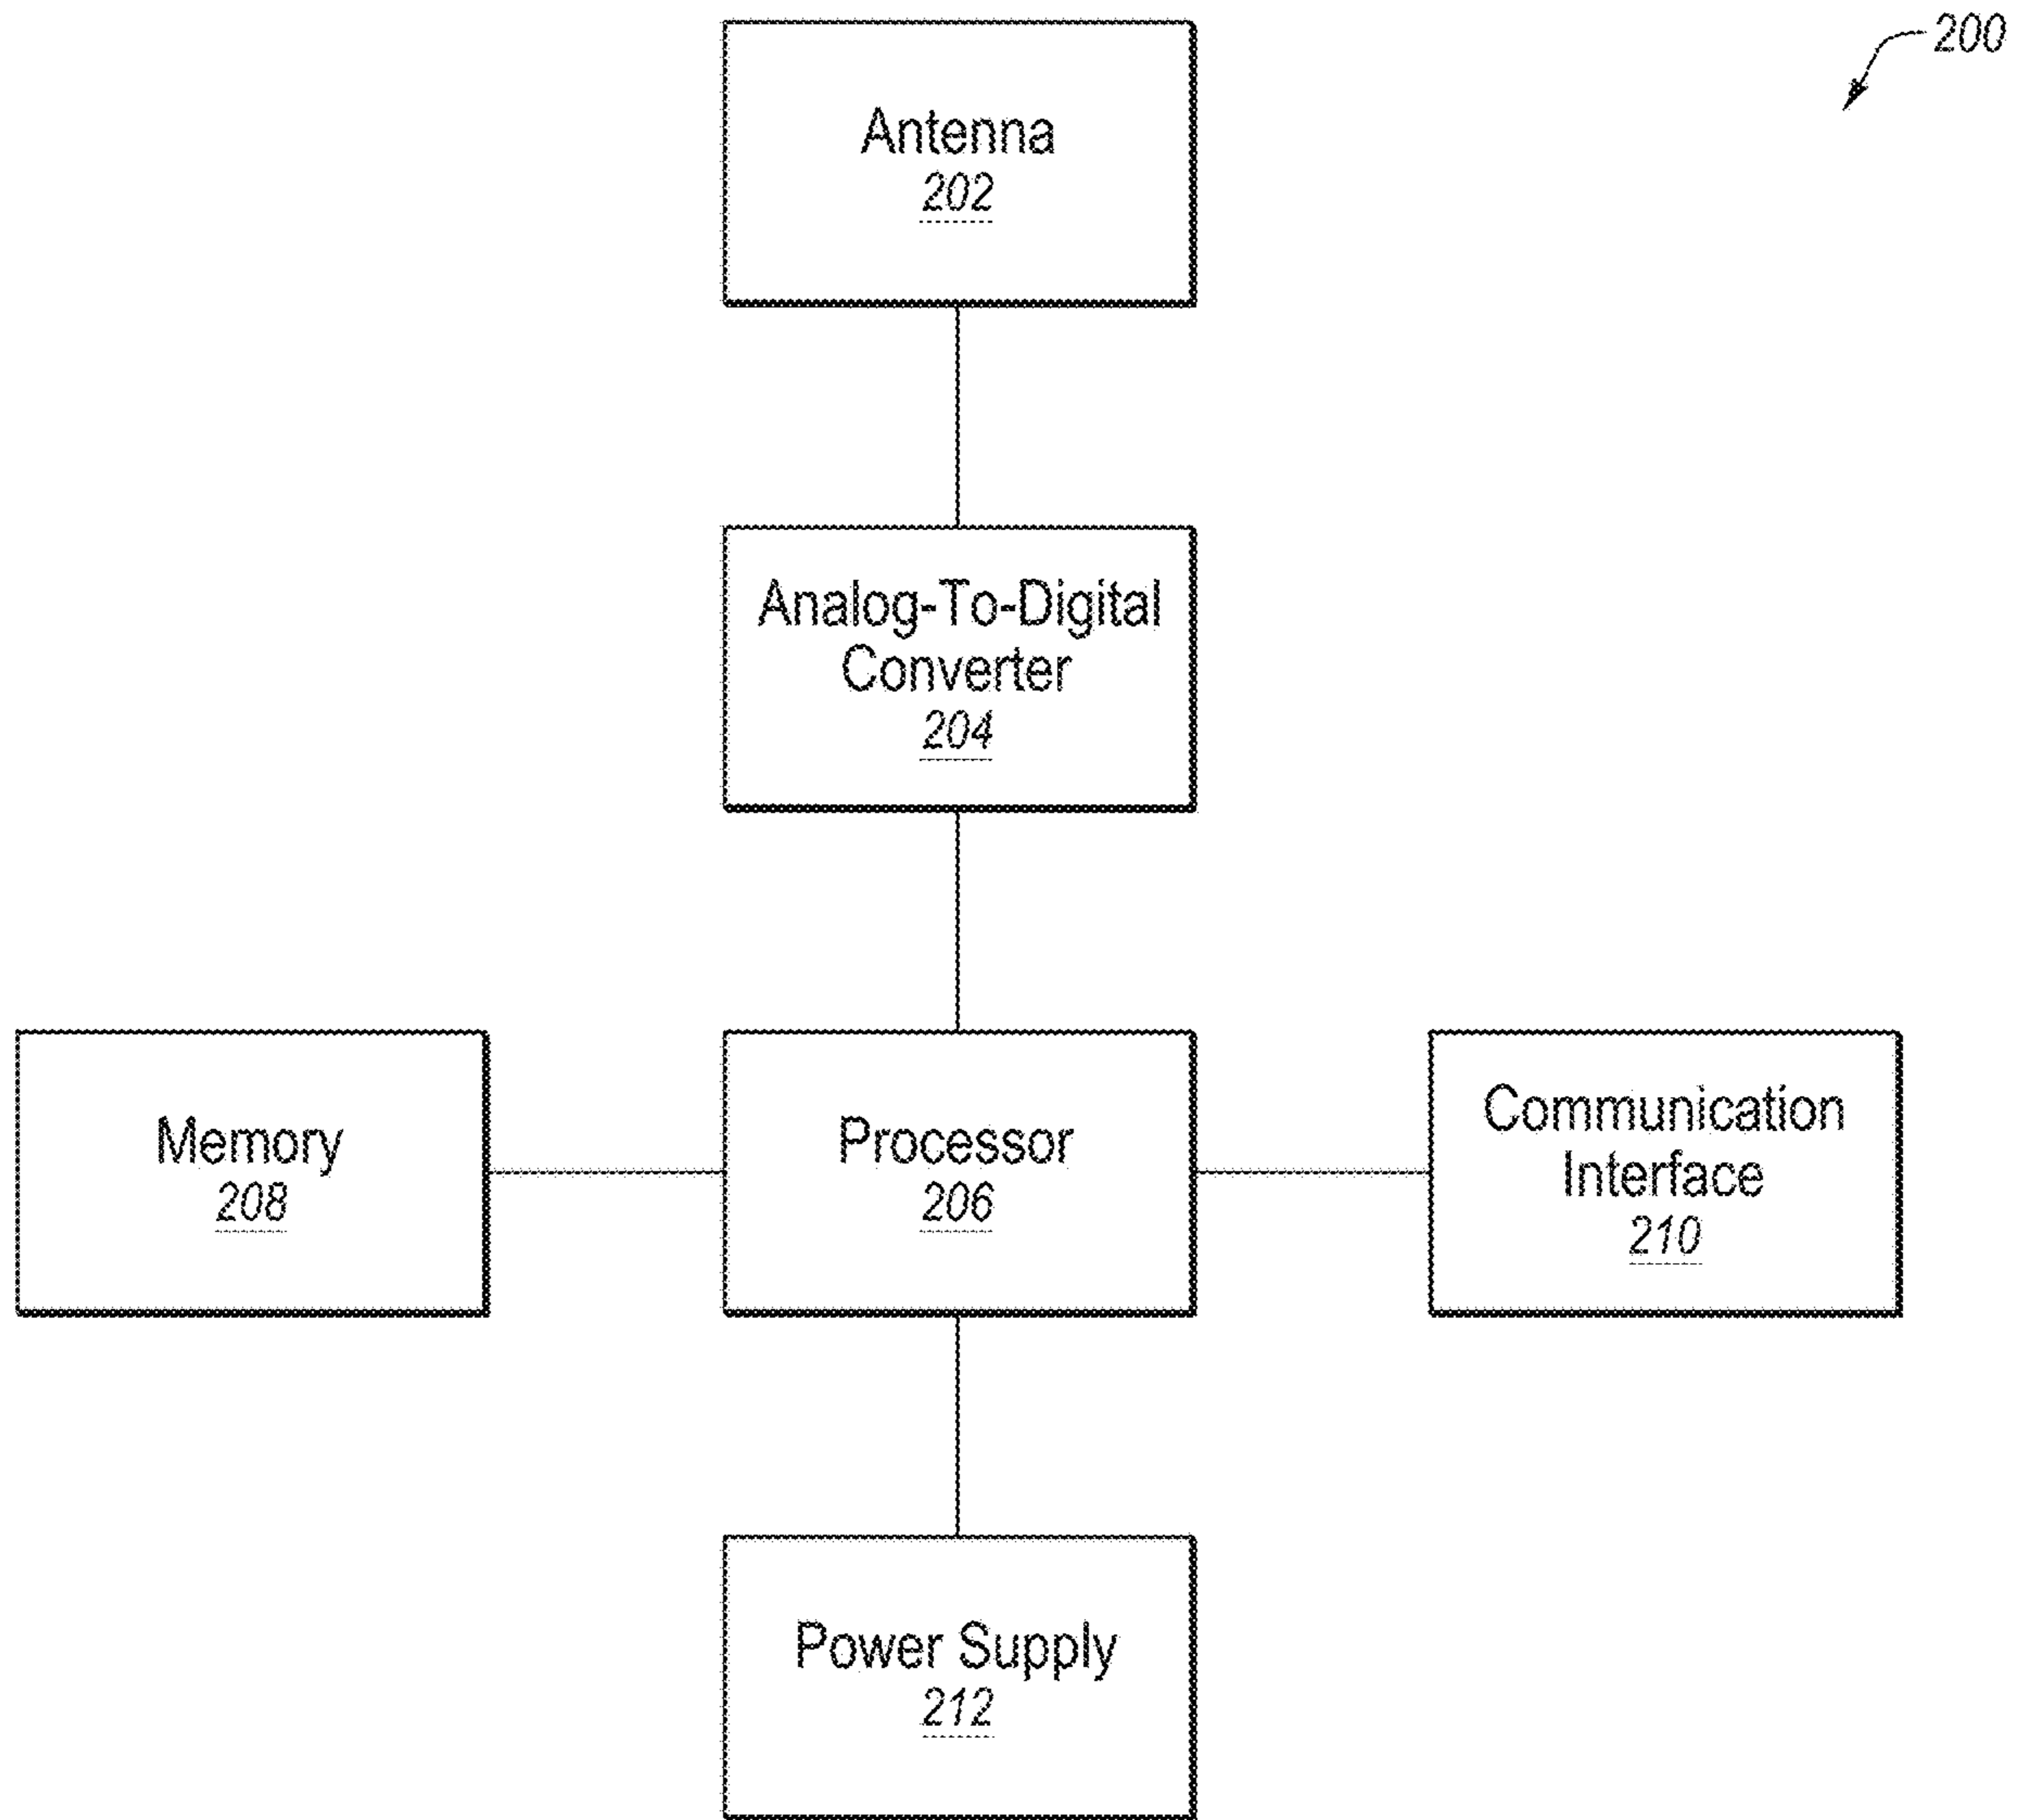 200
Antenna
202
Analog-To-Digital
Converter
204
Memory
208
Processor
206
Communication
Interface
210
Power Supply
212